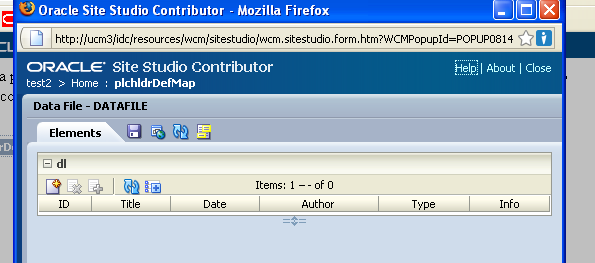 Oracle Site Studio Contributor - Mozilla Firefox
http://ucm3/idc/resources/wcm/sitestudio/wcm.sitestudio.form.htm?WCMPopupId=POPUP0814
ORACLE Site Studio Contributor
Help | About | Close
test2 > Home : plchldrDefMap
Data File - DATAFILE
Elements
dl
Items: 1 -- of 0
ID Title Date Author Type Info